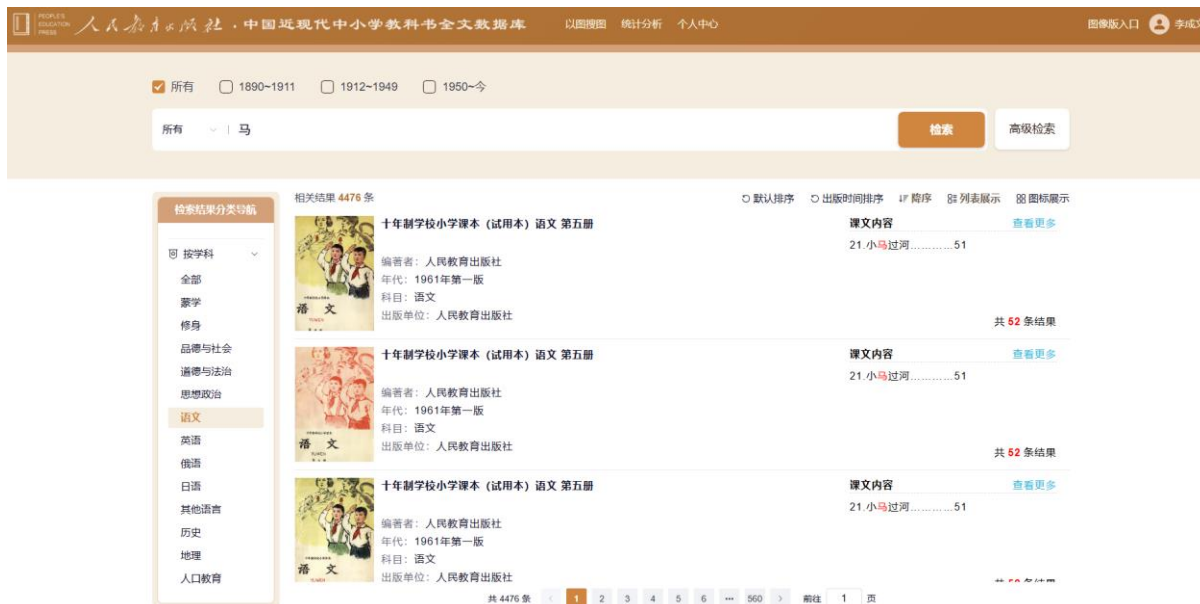 PEOPLE'S EDUCATION PRESS 人民教育出版社·中国近现代中小学教科书全文数据库 以图搜图 统计分析 个人中心 图像版入口
所有 1890~1911 1912~1949 1950~今
所有 马 检索 高级检索
检索结果分类导航
按学科
全部
蒙学
修身
品德与社会
道德与法治
思想政治
语文
英语
俄语
日语
其他语言
历史
地理
人口教育
相关结果 4476 条 默认排序 出版时间排序 降序 列表展示 图标展示
十年制学校小学课本（试用本）语文 第五册 课文内容 查看更多
21.小马过河…………51
编著者：人民教育出版社
年代：1961年第一版
科目：语文
出版单位：人民教育出版社
共 52 条结果
语文
YUWEN
十年制学校小学课本（试用本）语文 第五册 课文内容 查看更多
21.小马过河…………51
编著者：人民教育出版社
年代：1961年第一版
科目：语文
出版单位：人民教育出版社
共 52 条结果
语文
YUWEN
十年制学校小学课本（试用本）语文 第五册 课文内容 查看更多
21.小马过河…………51
编著者：人民教育出版社
年代：1961年第一版
科目：语文
出版单位：人民教育出版社
语文
YUWEN
共 4476 条 1 2 3 4 5 6 ••• 560 前往 1 页